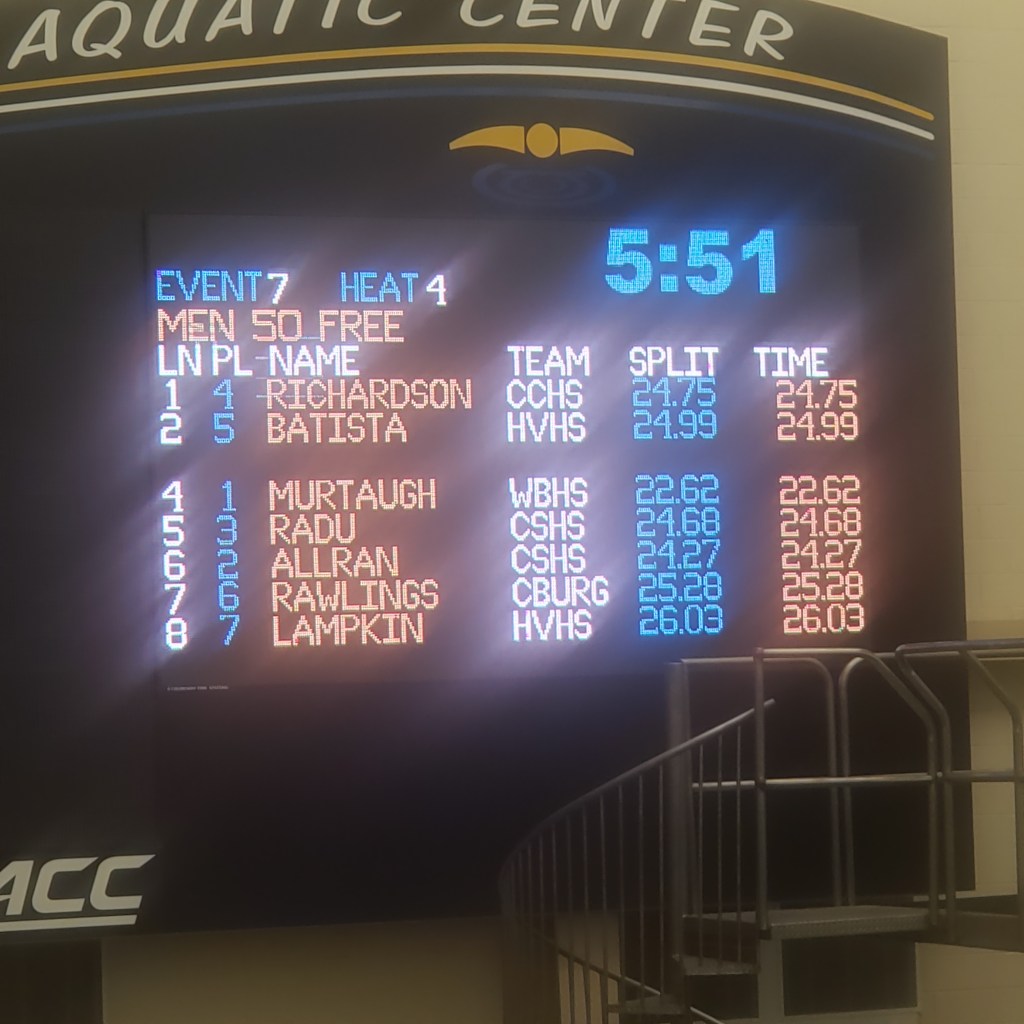 AQUATIC CENTER
5:51
EVENT 7 HEAT 4
MEN 50 FREE
LN PL NAME TEAM SPLIT TIME
1 4 RICHARDSON CCHS 24.75 24.75
2 5 BATISTA HVHS 24.99 24.99
4 1 MURTAUGH WBHS 22.62 22.62
5 3 RADU CSHS 24.68 24.68
6 2 ALLRAN CSHS 24.27 24.27
7 6 RAWLINGS CBURG 25.28 25.28
8 7 LAMPKIN HVHS 26.03 26.03
ACC